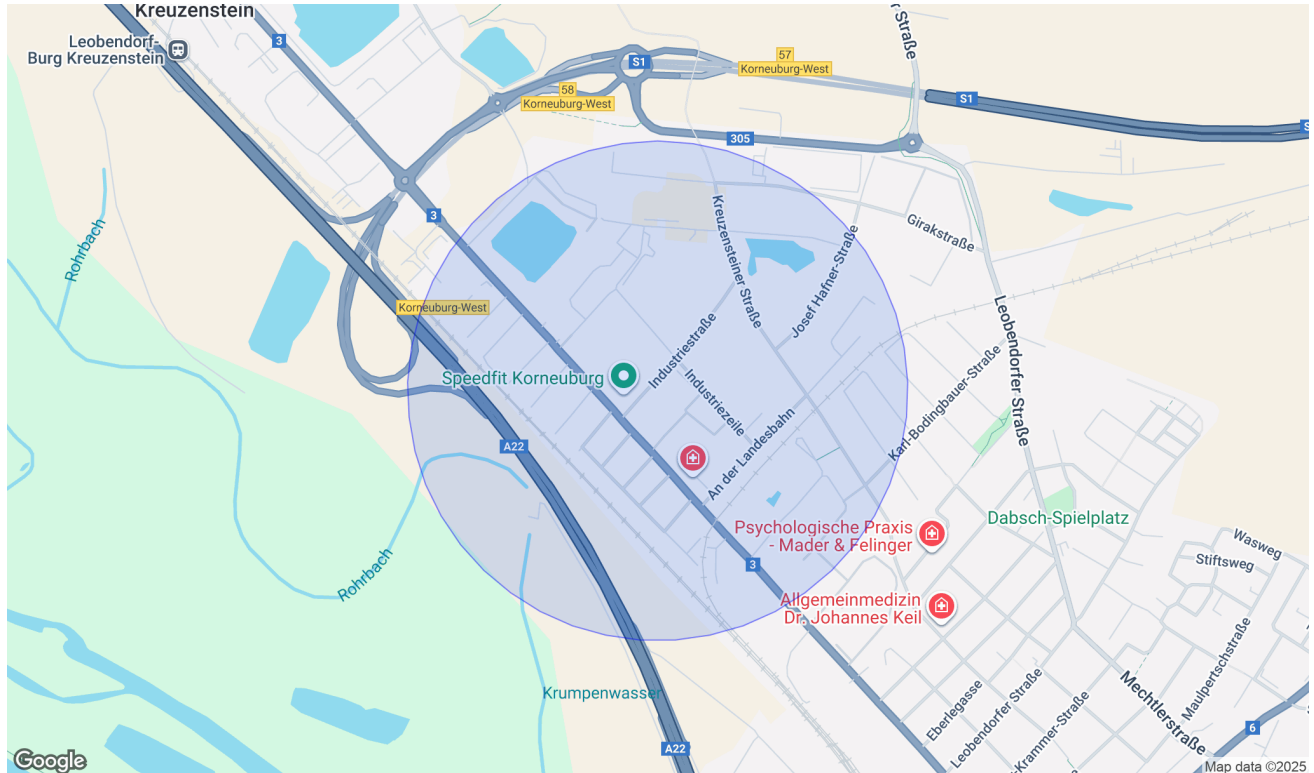 Kreuzenstein
Leobendorf-
Burg Kreuzenstein
3
S1
57
Korneuburg-West
58
Korneuburg-West
S1
305
3
Rohrbach
Korneuburg-West
Kreuzensteiner Straße
Girakstraße
Josef Hafner-Straße
Leobendorfer Straße
Industriestraße
Speedfit Korneuburg
Industriezeile
Karl-Bodingbauer-Straße
An der Landesbahn
A22
Psychologische Praxis
- Mader & Felinger
Dabsch-Spielplatz
Wasweg
Stiftsweg
Rohrbach
3
Allgemeinmedizin
Dr. Johannes Keil
Maulpertschstraße
Mechtlerstraße
Krumpenwasser
Eberlegasse
Leobendorfer Straße
-Krammer-Straße
6
A22
Google
Map data ©2025